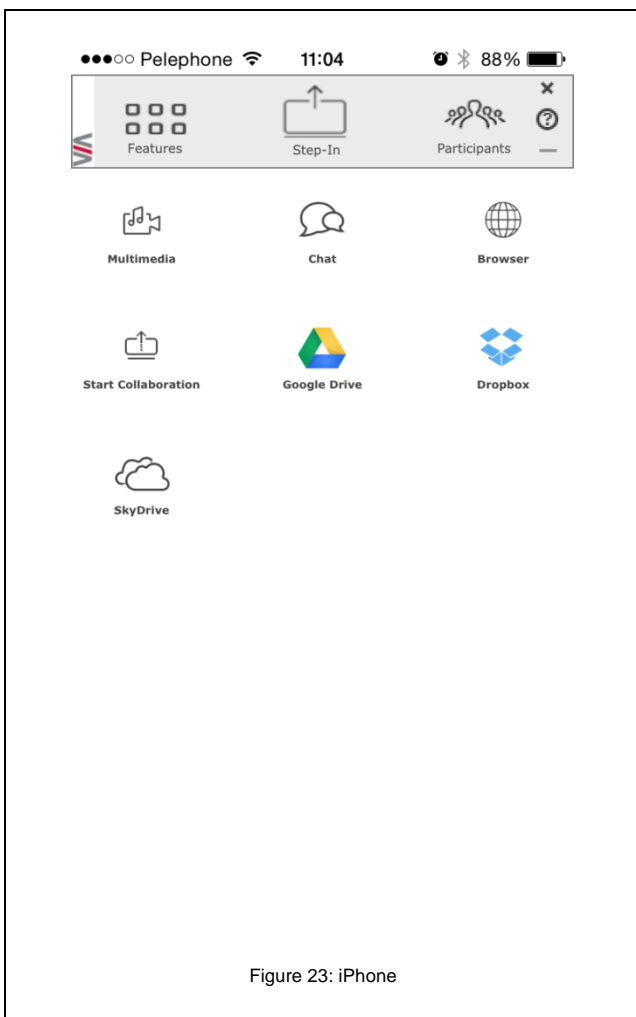 Pelephone 11:04 88%
Features Step-In Participants
Multimedia Chat Browser
Start Collaboration Google Drive Dropbox
SkyDrive
Figure 23: iPhone